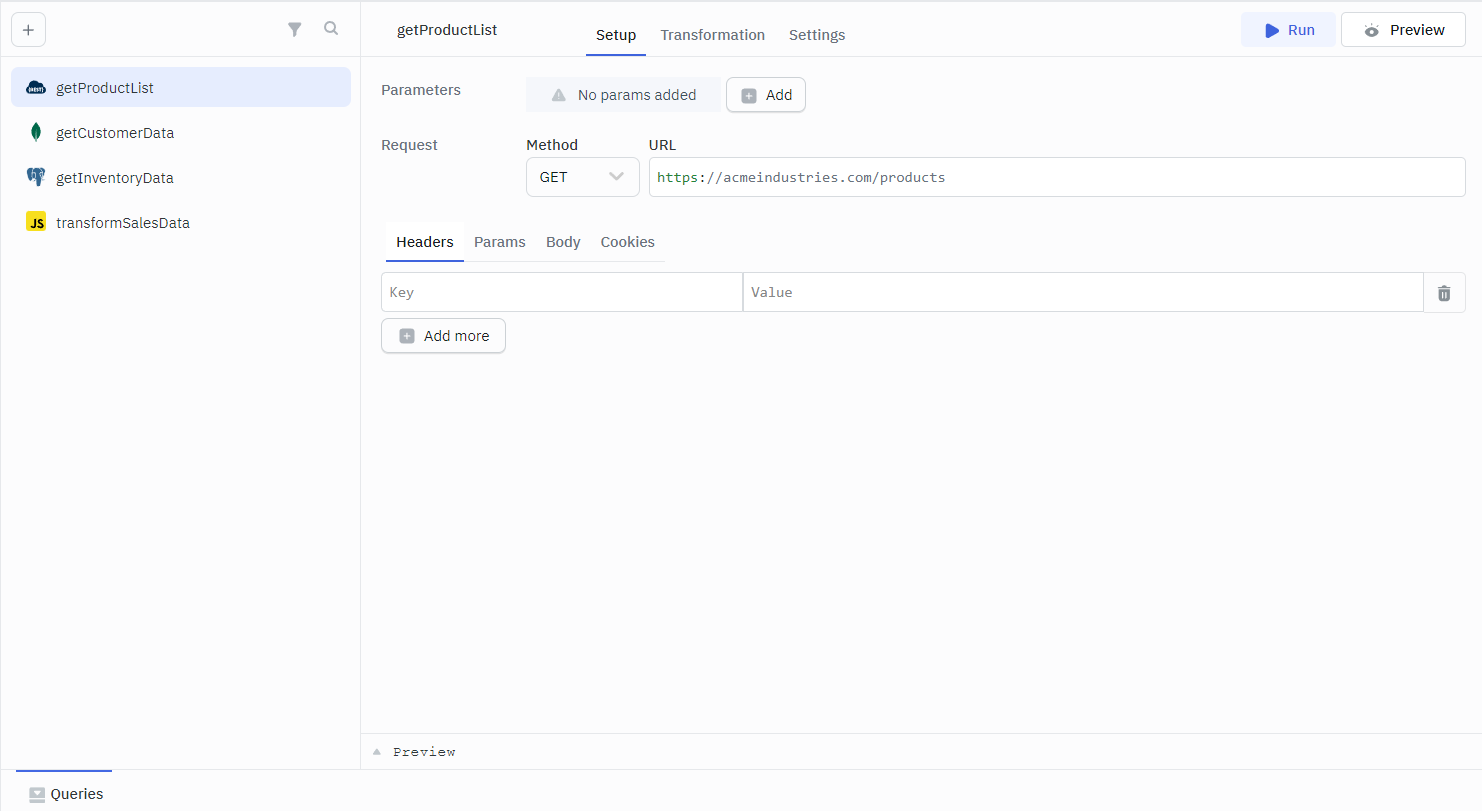 getProductList
Setup Transformation Settings
Run
Preview
getProductList
getCustomerData
getInventoryData
JS transformSalesData
Parameters
No params added
Add
Request
Method
URL
GET
https://acmeindustries.com/products
Headers Params Body Cookies
Key
Value
Add more
Preview
Queries